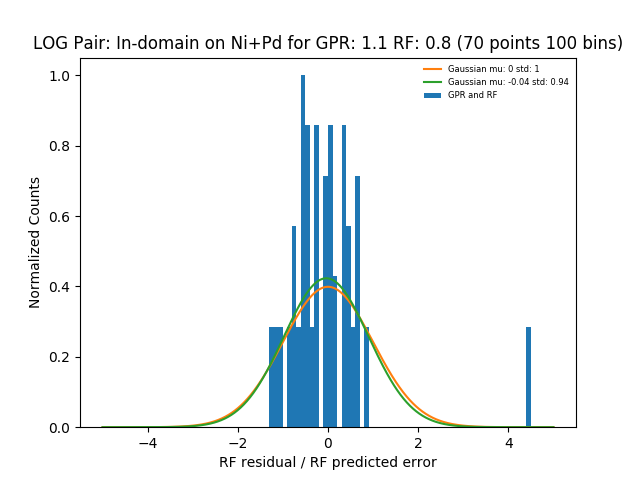 LOG Pair: In-domain on Ni+Pd for GPR: 1.1 RF: 0.8 (70 points 100 bins)
Gaussian mu: 0 std: 1
Gaussian mu: -0.04 std: 0.94
GPR and RF
Normalized Counts
1.0
0.8
0.6
0.4
0.2
0.0
−4 −2 0 2 4
RF residual / RF predicted error